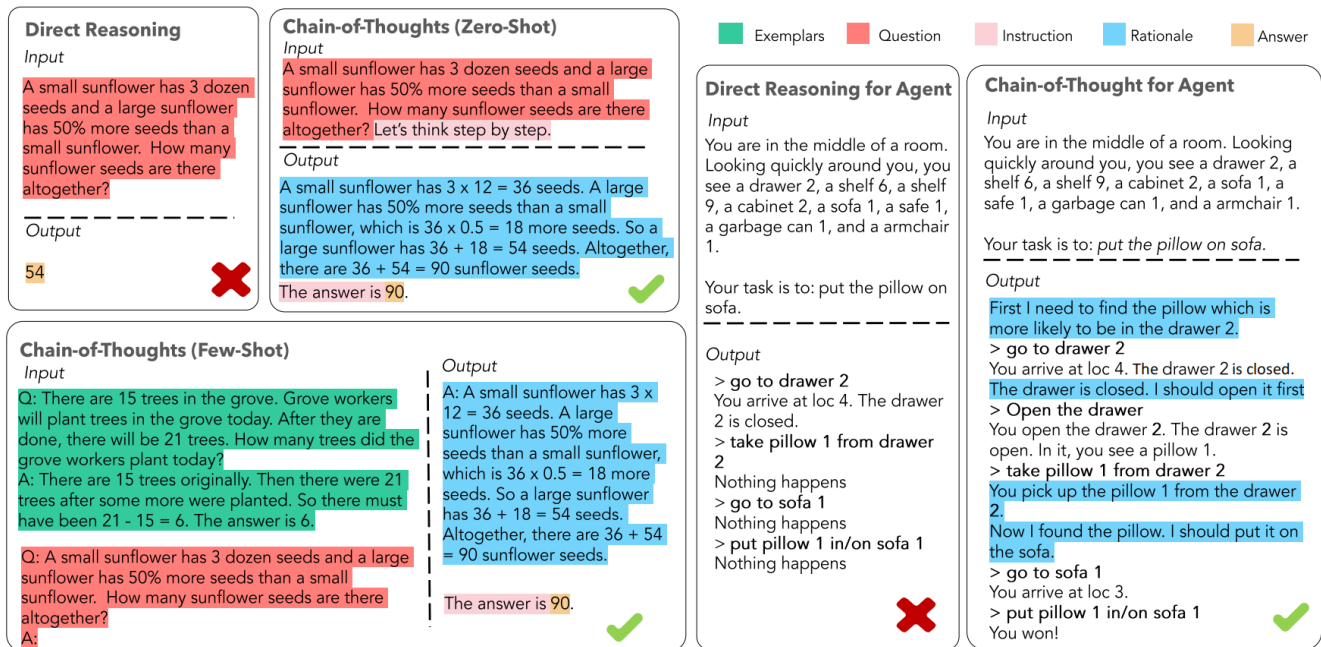 Direct Reasoning
Input
A small sunflower has 3 dozen
seeds and a large sunflower
has 50% more seeds than a
small sunflower.  How many
sunflower seeds are there
altogether?
Output
54
Chain-of-Thoughts (Zero-Shot)
Input
A small sunflower has 3 dozen seeds and a large
sunflower has 50% more seeds than a small
sunflower.  How many sunflower seeds are there
altogether? Let's think step by step.
Output
A small sunflower has 3 x 12 = 36 seeds. A large
sunflower has 50% more seeds than a small
sunflower, which is 36 x 0.5 = 18 more seeds. So a
large sunflower has 36 + 18 = 54 seeds. Altogether,
there are 36 + 54 = 90 sunflower seeds.
The answer is 90.
Chain-of-Thoughts (Few-Shot)
Input
Q: There are 15 trees in the grove. Grove workers
will plant trees in the grove today. After they are
done, there will be 21 trees. How many trees did the
grove workers plant today?
A: There are 15 trees originally. Then there were 21
trees after some more were planted. So there must
have been 21 - 15 = 6. The answer is 6.
Q: A small sunflower has 3 dozen seeds and a large
sunflower has 50% more seeds than a small
sunflower.  How many sunflower seeds are there
altogether?
A:
Output
A: A small sunflower has 3 x
12 = 36 seeds. A large
sunflower has 50% more
seeds than a small sunflower,
which is 36 x 0.5 = 18 more
seeds. So a large sunflower
has 36 + 18 = 54 seeds.
Altogether, there are 36 + 54
= 90 sunflower seeds.
The answer is 90.
Exemplars
Question
Instruction
Rationale
Answer
Direct Reasoning for Agent
Input
You are in the middle of a room.
Looking quickly around you, you
see a drawer 2, a shelf 6, a shelf
9, a cabinet 2, a sofa 1, a safe 1,
a garbage can 1, and a armchair
1.
Your task is to: put the pillow on
sofa.
Output
> go to drawer 2
You arrive at loc 4. The drawer
2 is closed.
> take pillow 1 from drawer
2
Nothing happens
> go to sofa 1
Nothing happens
> put pillow 1 in/on sofa 1
Nothing happens
Chain-of-Thought for Agent
Input
You are in the middle of a room. Looking
quickly around you, you see a drawer 2, a
shelf 6, a shelf 9, a cabinet 2, a sofa 1, a
safe 1, a garbage can 1, and a armchair 1.
Your task is to: put the pillow on sofa.
Output
First I need to find the pillow which is
more likely to be in the drawer 2.
> go to drawer 2
You arrive at loc 4. The drawer 2 is closed.
The drawer is closed. I should open it first
> Open the drawer
You open the drawer 2. The drawer 2 is
open. In it, you see a pillow 1.
> take pillow 1 from drawer 2
You pick up the pillow 1 from the drawer
2.
Now I found the pillow. I should put it on
the sofa.
> go to sofa 1
You arrive at loc 3.
> put pillow 1 in/on sofa 1
You won!